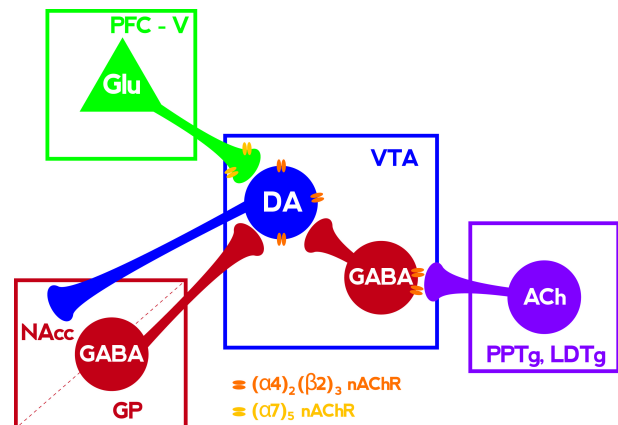 PFC - V
Glu
VTA
DA
GABA
ACh
PPTg, LDTg
NAcc
GABA
GP
(α4)₂(β2)₃ nAChR
(α7)₅ nAChR